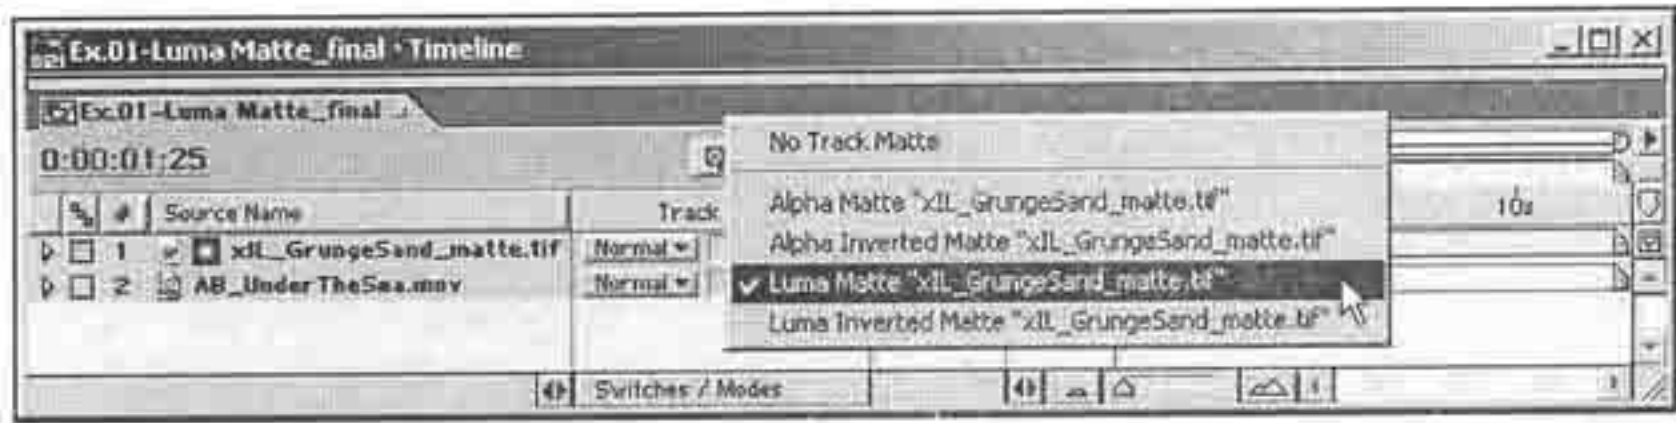 Ex.01-Luma Matte_final • Timeline
Ex.01-Luma Matte_final
0:00:01;25
# Source Name Track
10s
1 xIL_GrungeSand_matte.tif Normal
2 AB_UnderTheSea.mov Normal
No Track Matte
Alpha Matte "xIL_GrungeSand_matte.tif"
Alpha Inverted Matte "xIL_GrungeSand_matte.tif"
Luma Matte "xIL_GrungeSand_matte.tif"
Luma Inverted Matte "xIL_GrungeSand_matte.tif"
Switches / Modes